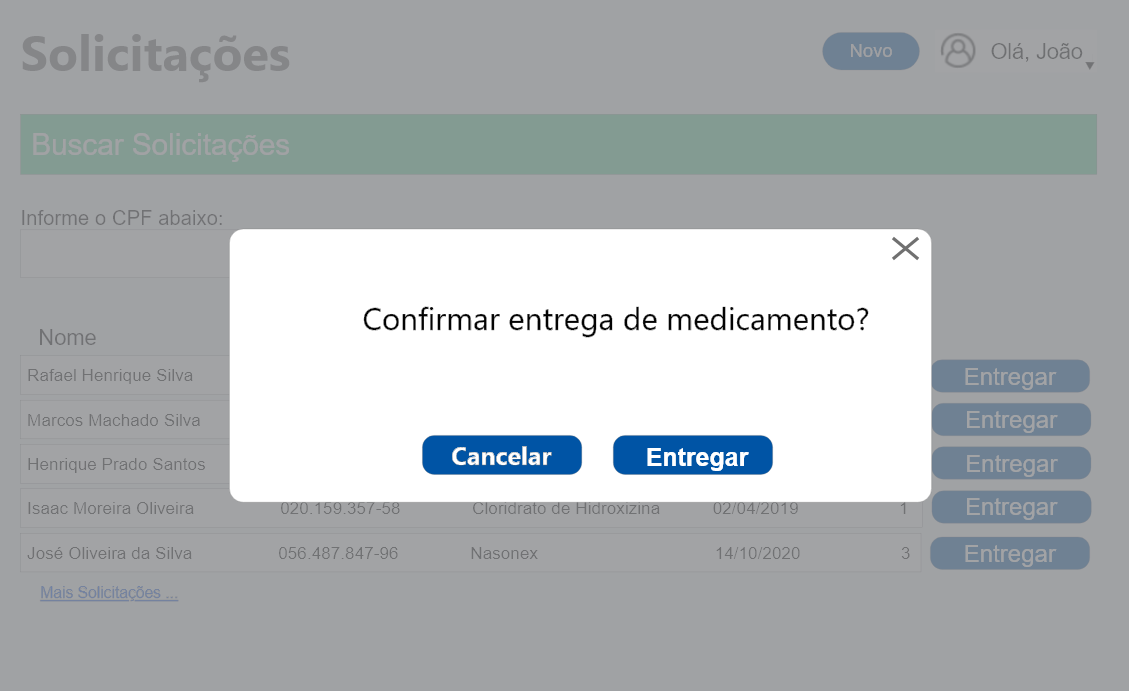 Solicitações
Novo
Olá, João
Buscar Solicitações
Informe o CPF abaixo:
Confirmar entrega de medicamento?
Cancelar Entregar
Nome
Rafael Henrique Silva Entregar
Marcos Machado Silva Entregar
Henrique Prado Santos Entregar
Isaac Moreira Oliveira 020.159.357-58 Cloridrato de Hidroxizina 02/04/2019 1 Entregar
José Oliveira da Silva 056.487.847-96 Nasonex 14/10/2020 3 Entregar
Mais Solicitações ...